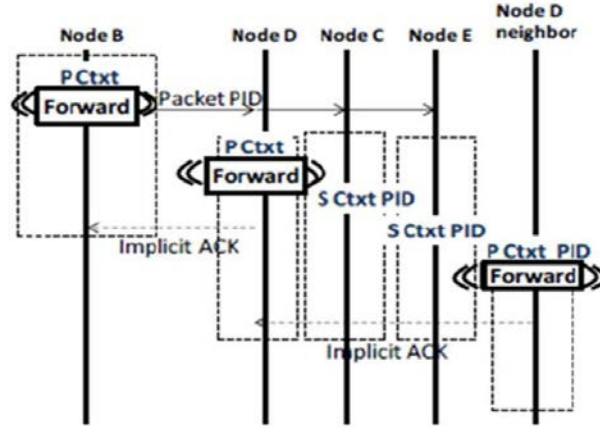 Node B
Node D
Node C
Node E
Node D
neighbor
P Ctxt
Forward
Packet PID
P Ctxt
Forward
S Ctxt PID
S Ctxt PID
Implicit ACK
P Ctxt PID
Forward
Implicit ACK